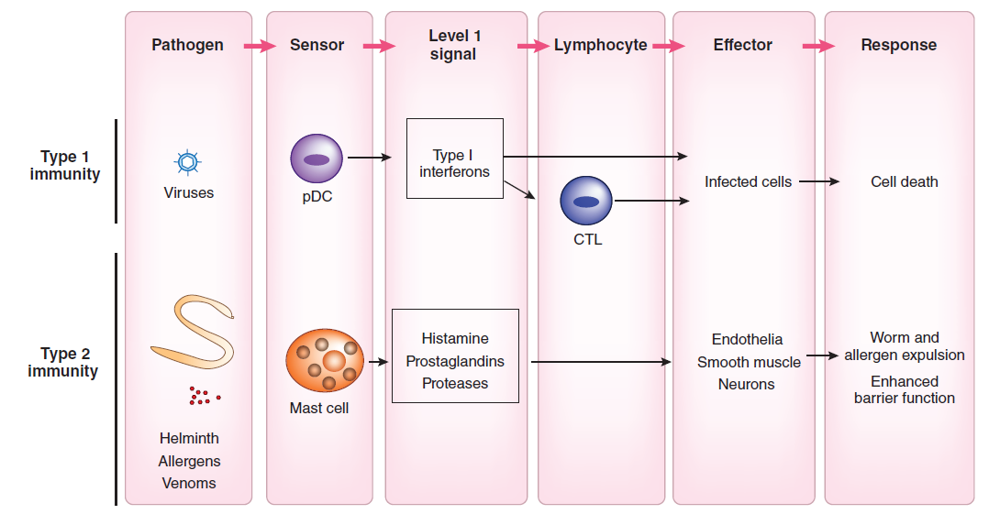 Pathogen
Sensor
Level 1
signal
Lymphocyte
Effector
Response
Type 1
immunity
Viruses
pDC
Type I
interferons
CTL
Infected cells
Cell death
Type 2
immunity
Helminth
Allergens
Venoms
Mast cell
Histamine
Prostaglandins
Proteases
Endothelia
Smooth muscle
Neurons
Worm and
allergen expulsion
Enhanced
barrier function